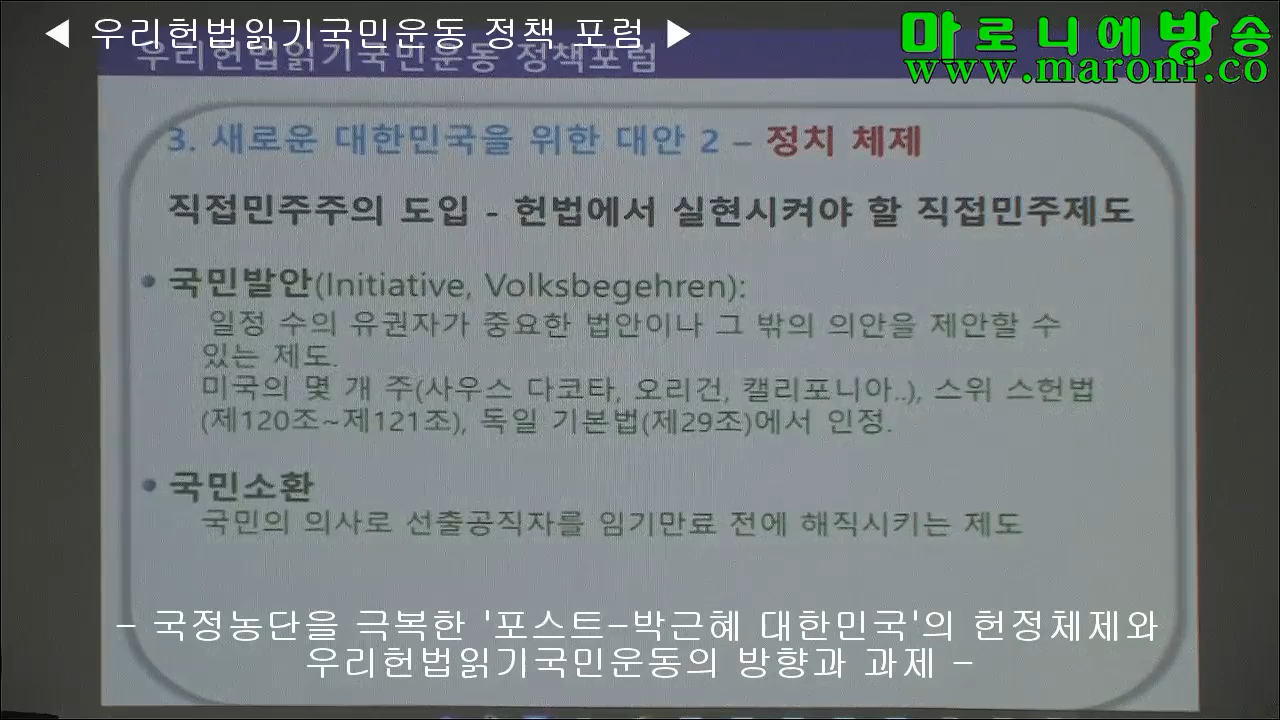 ◀ 우리헌법읽기국민운동 정책 포럼 ▶
마로니에방송
www.maroni.co
우리헌법읽기국민운동 정책포럼
3. 새로운 대한민국을 위한 대안 2 – 정치 체제
직접민주주의 도입 - 헌법에서 실현시켜야 할 직접민주제도
• 국민발안(Initiative, Volksbegehren):
일정 수의 유권자가 중요한 법안이나 그 밖의 의안을 제안할 수
있는 제도.
미국의 몇 개 주(사우스 다코타, 오리건, 캘리포니아..), 스위 스헌법
(제120조~제121조), 독일 기본법(제29조)에서 인정.
• 국민소환
국민의 의사로 선출공직자를 임기만료 전에 해직시키는 제도
- 국정농단을 극복한 '포스트-박근혜 대한민국'의 헌정체제와
우리헌법읽기국민운동의 방향과 과제 -